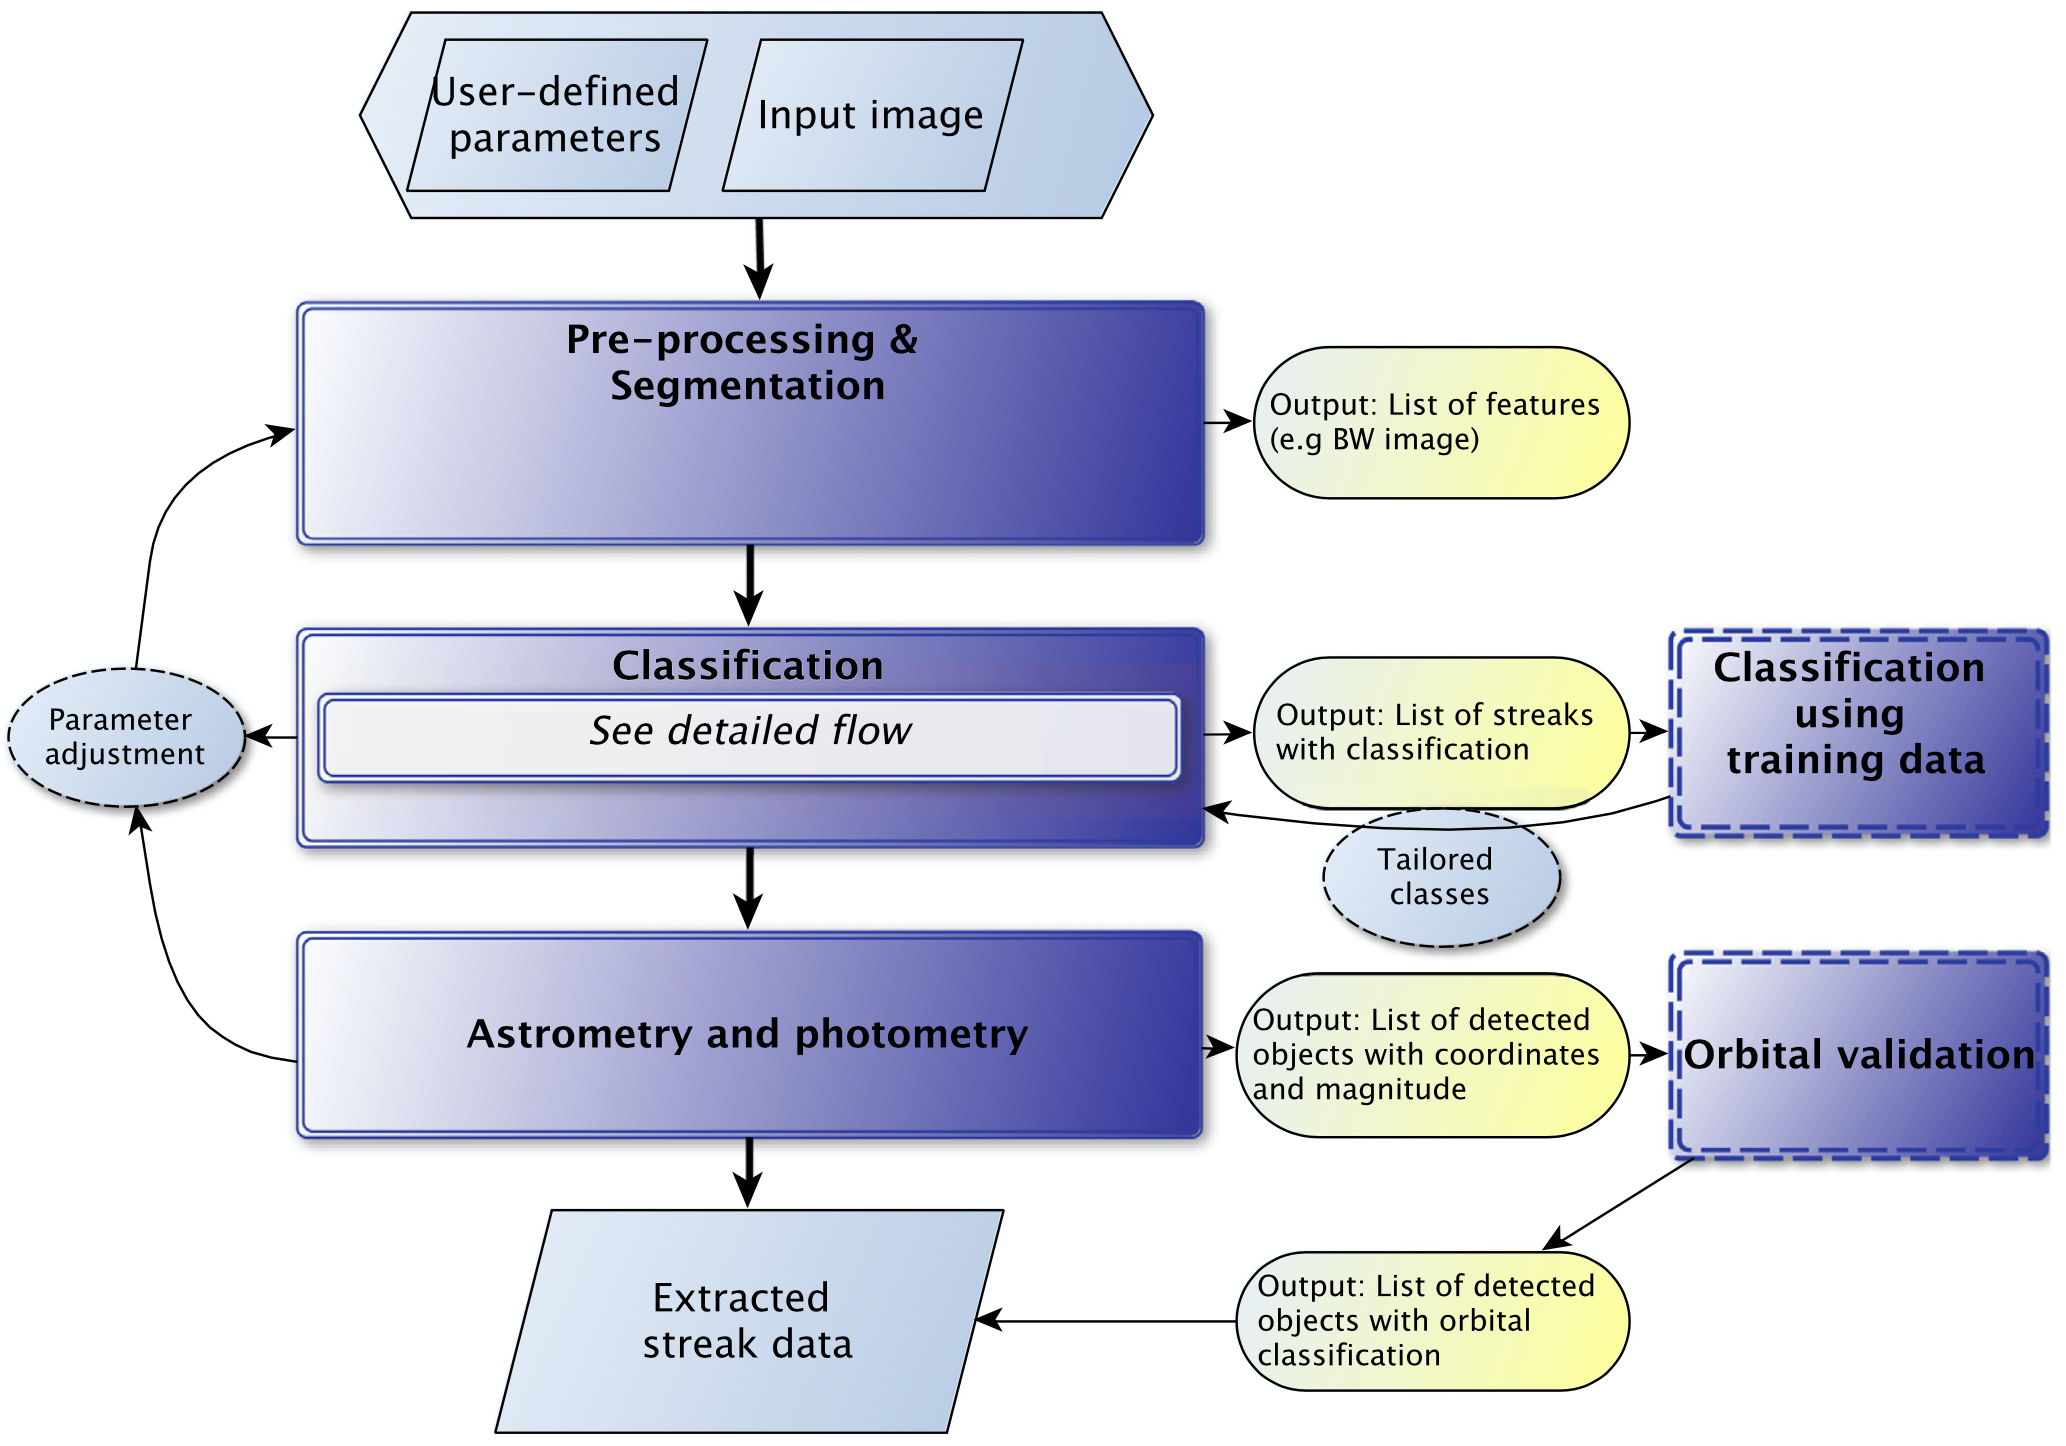 User-defined
parameters
Input image
Pre-processing &
Segmentation
Output: List of features
(e.g BW image)
Classification
See detailed flow
Parameter
adjustment
Output: List of streaks
with classification
Classification
using
training data
Tailored
classes
Astrometry and photometry
Output: List of detected
objects with coordinates
and magnitude
Orbital validation
Extracted
streak data
Output: List of detected
objects with orbital
classification